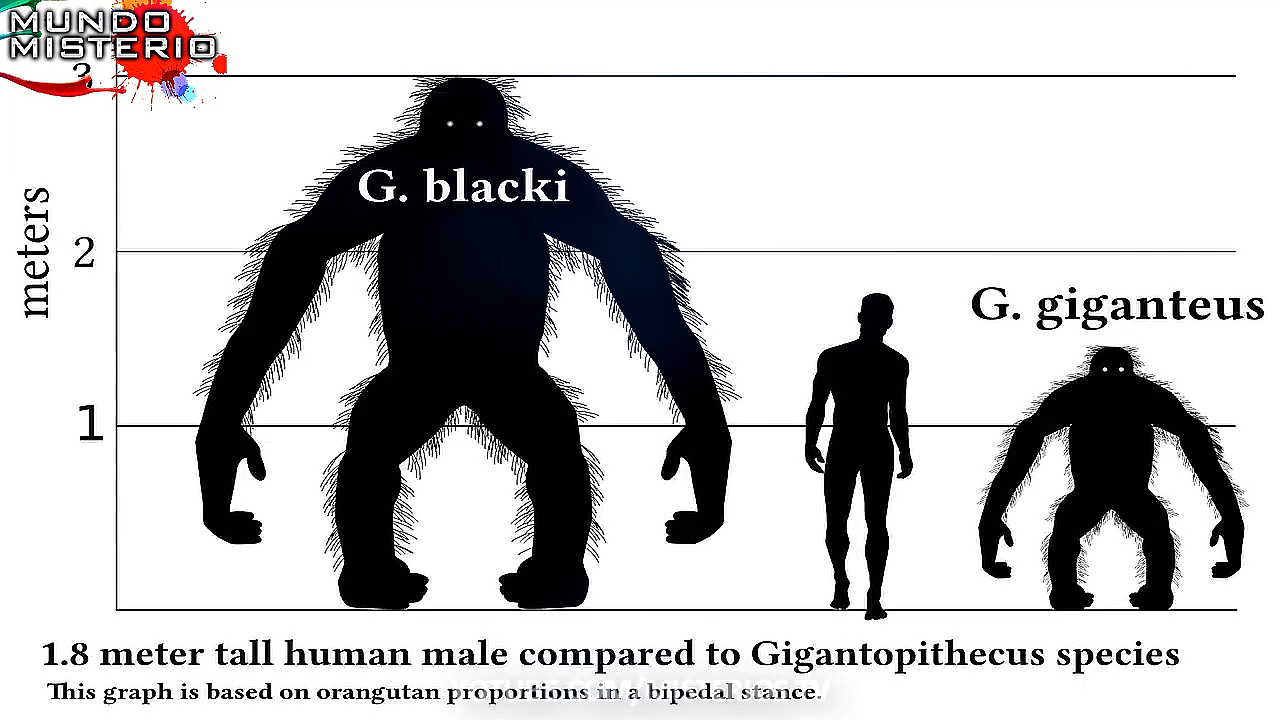 MUNDO
MISTERIO
3
G. blacki
meters
2
G. giganteus
1
1.8 meter tall human male compared to Gigantopithecus species
This graph is based on orangutan proportions in a bipedal stance.